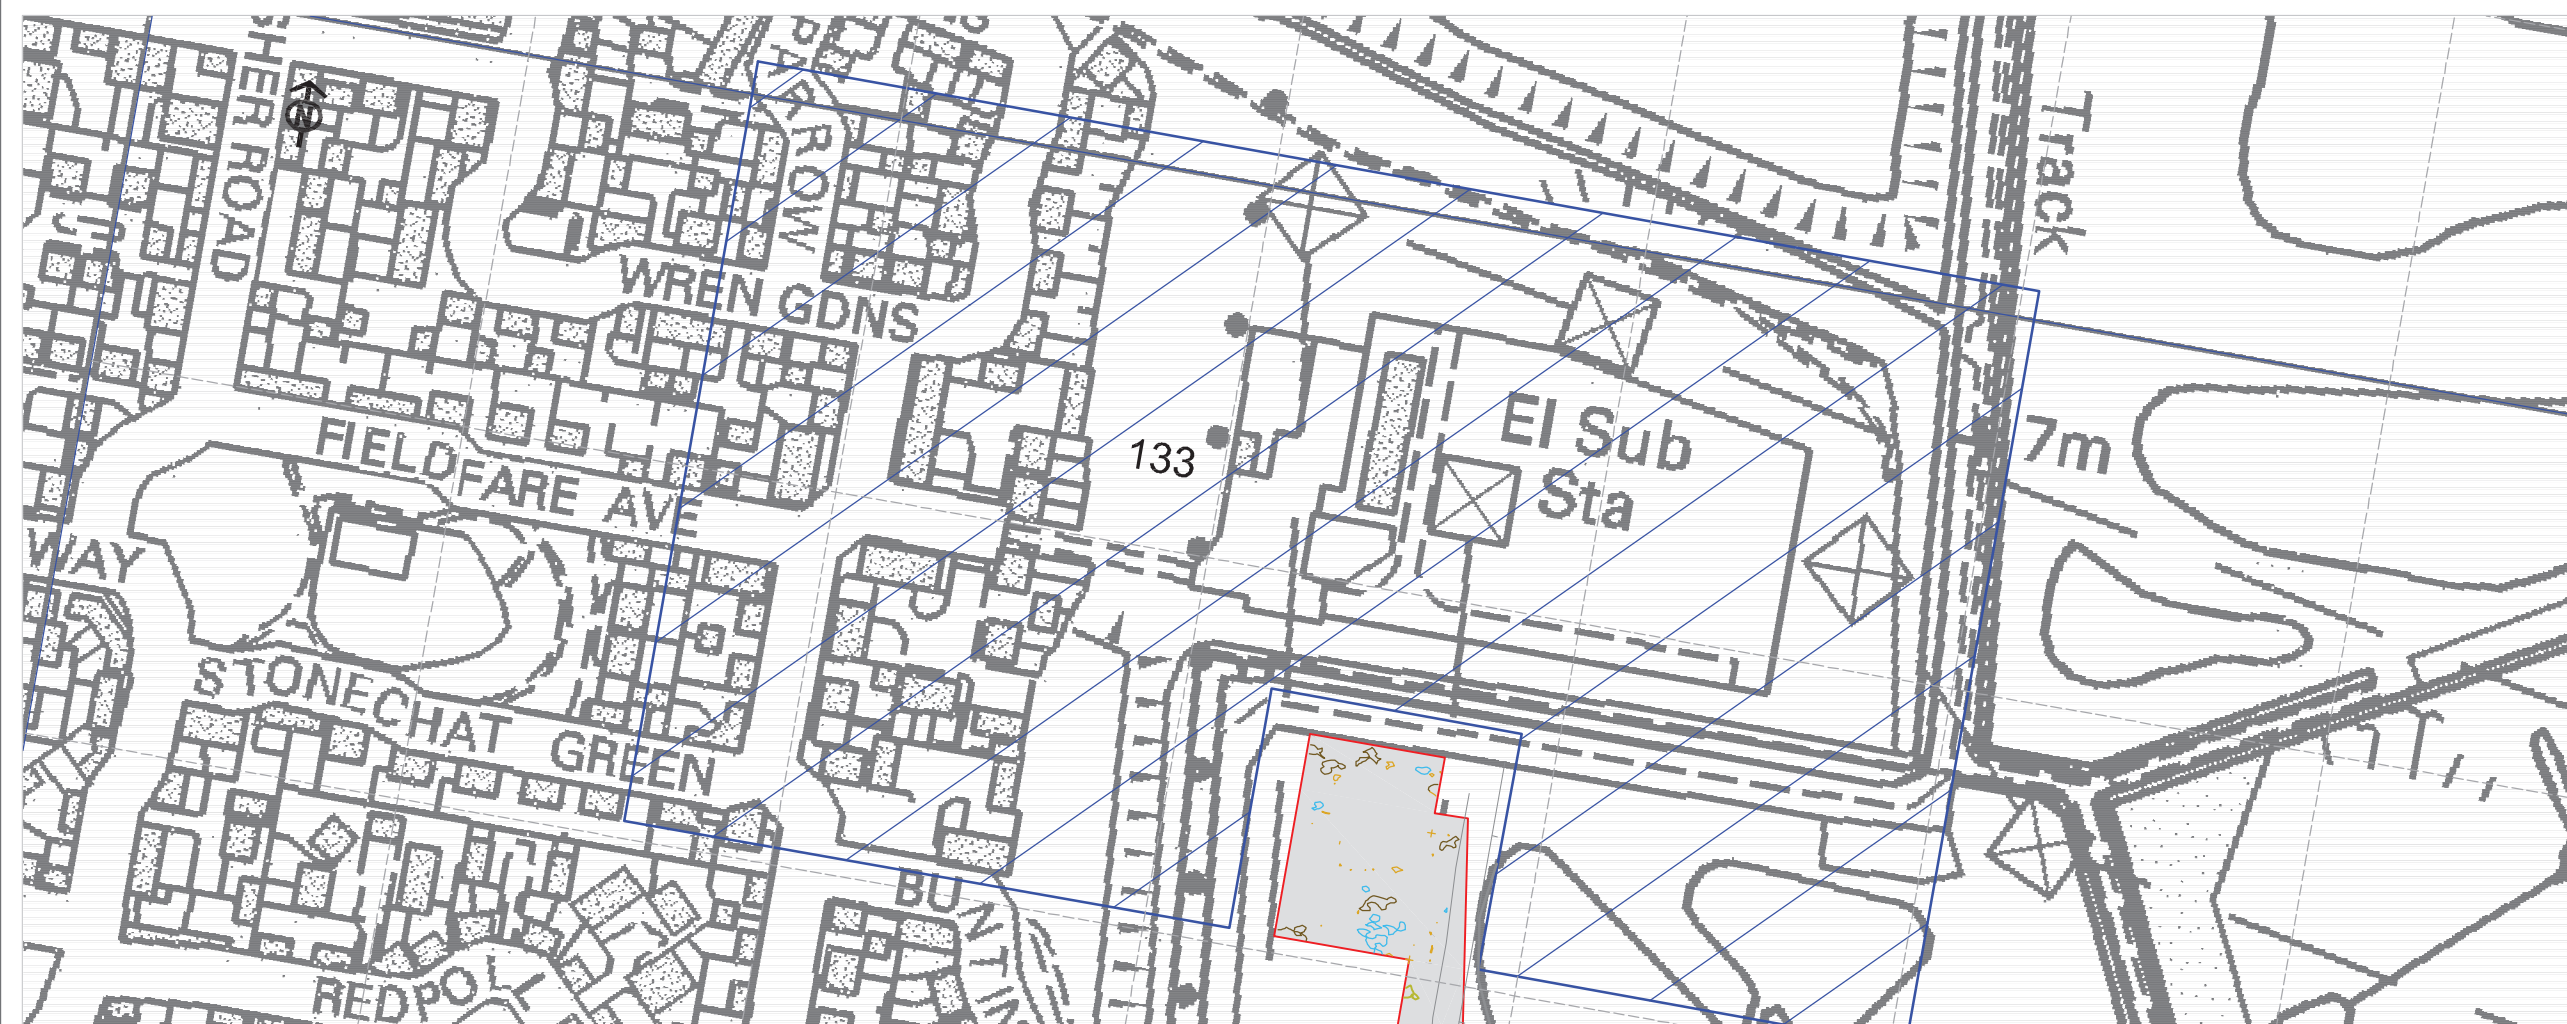 N
ROAD
WREN GDNS
Track
FIELDFARE AVE
133
El Sub
Sta
7m
WAY
STONECHAT GREEN
REDPOLL